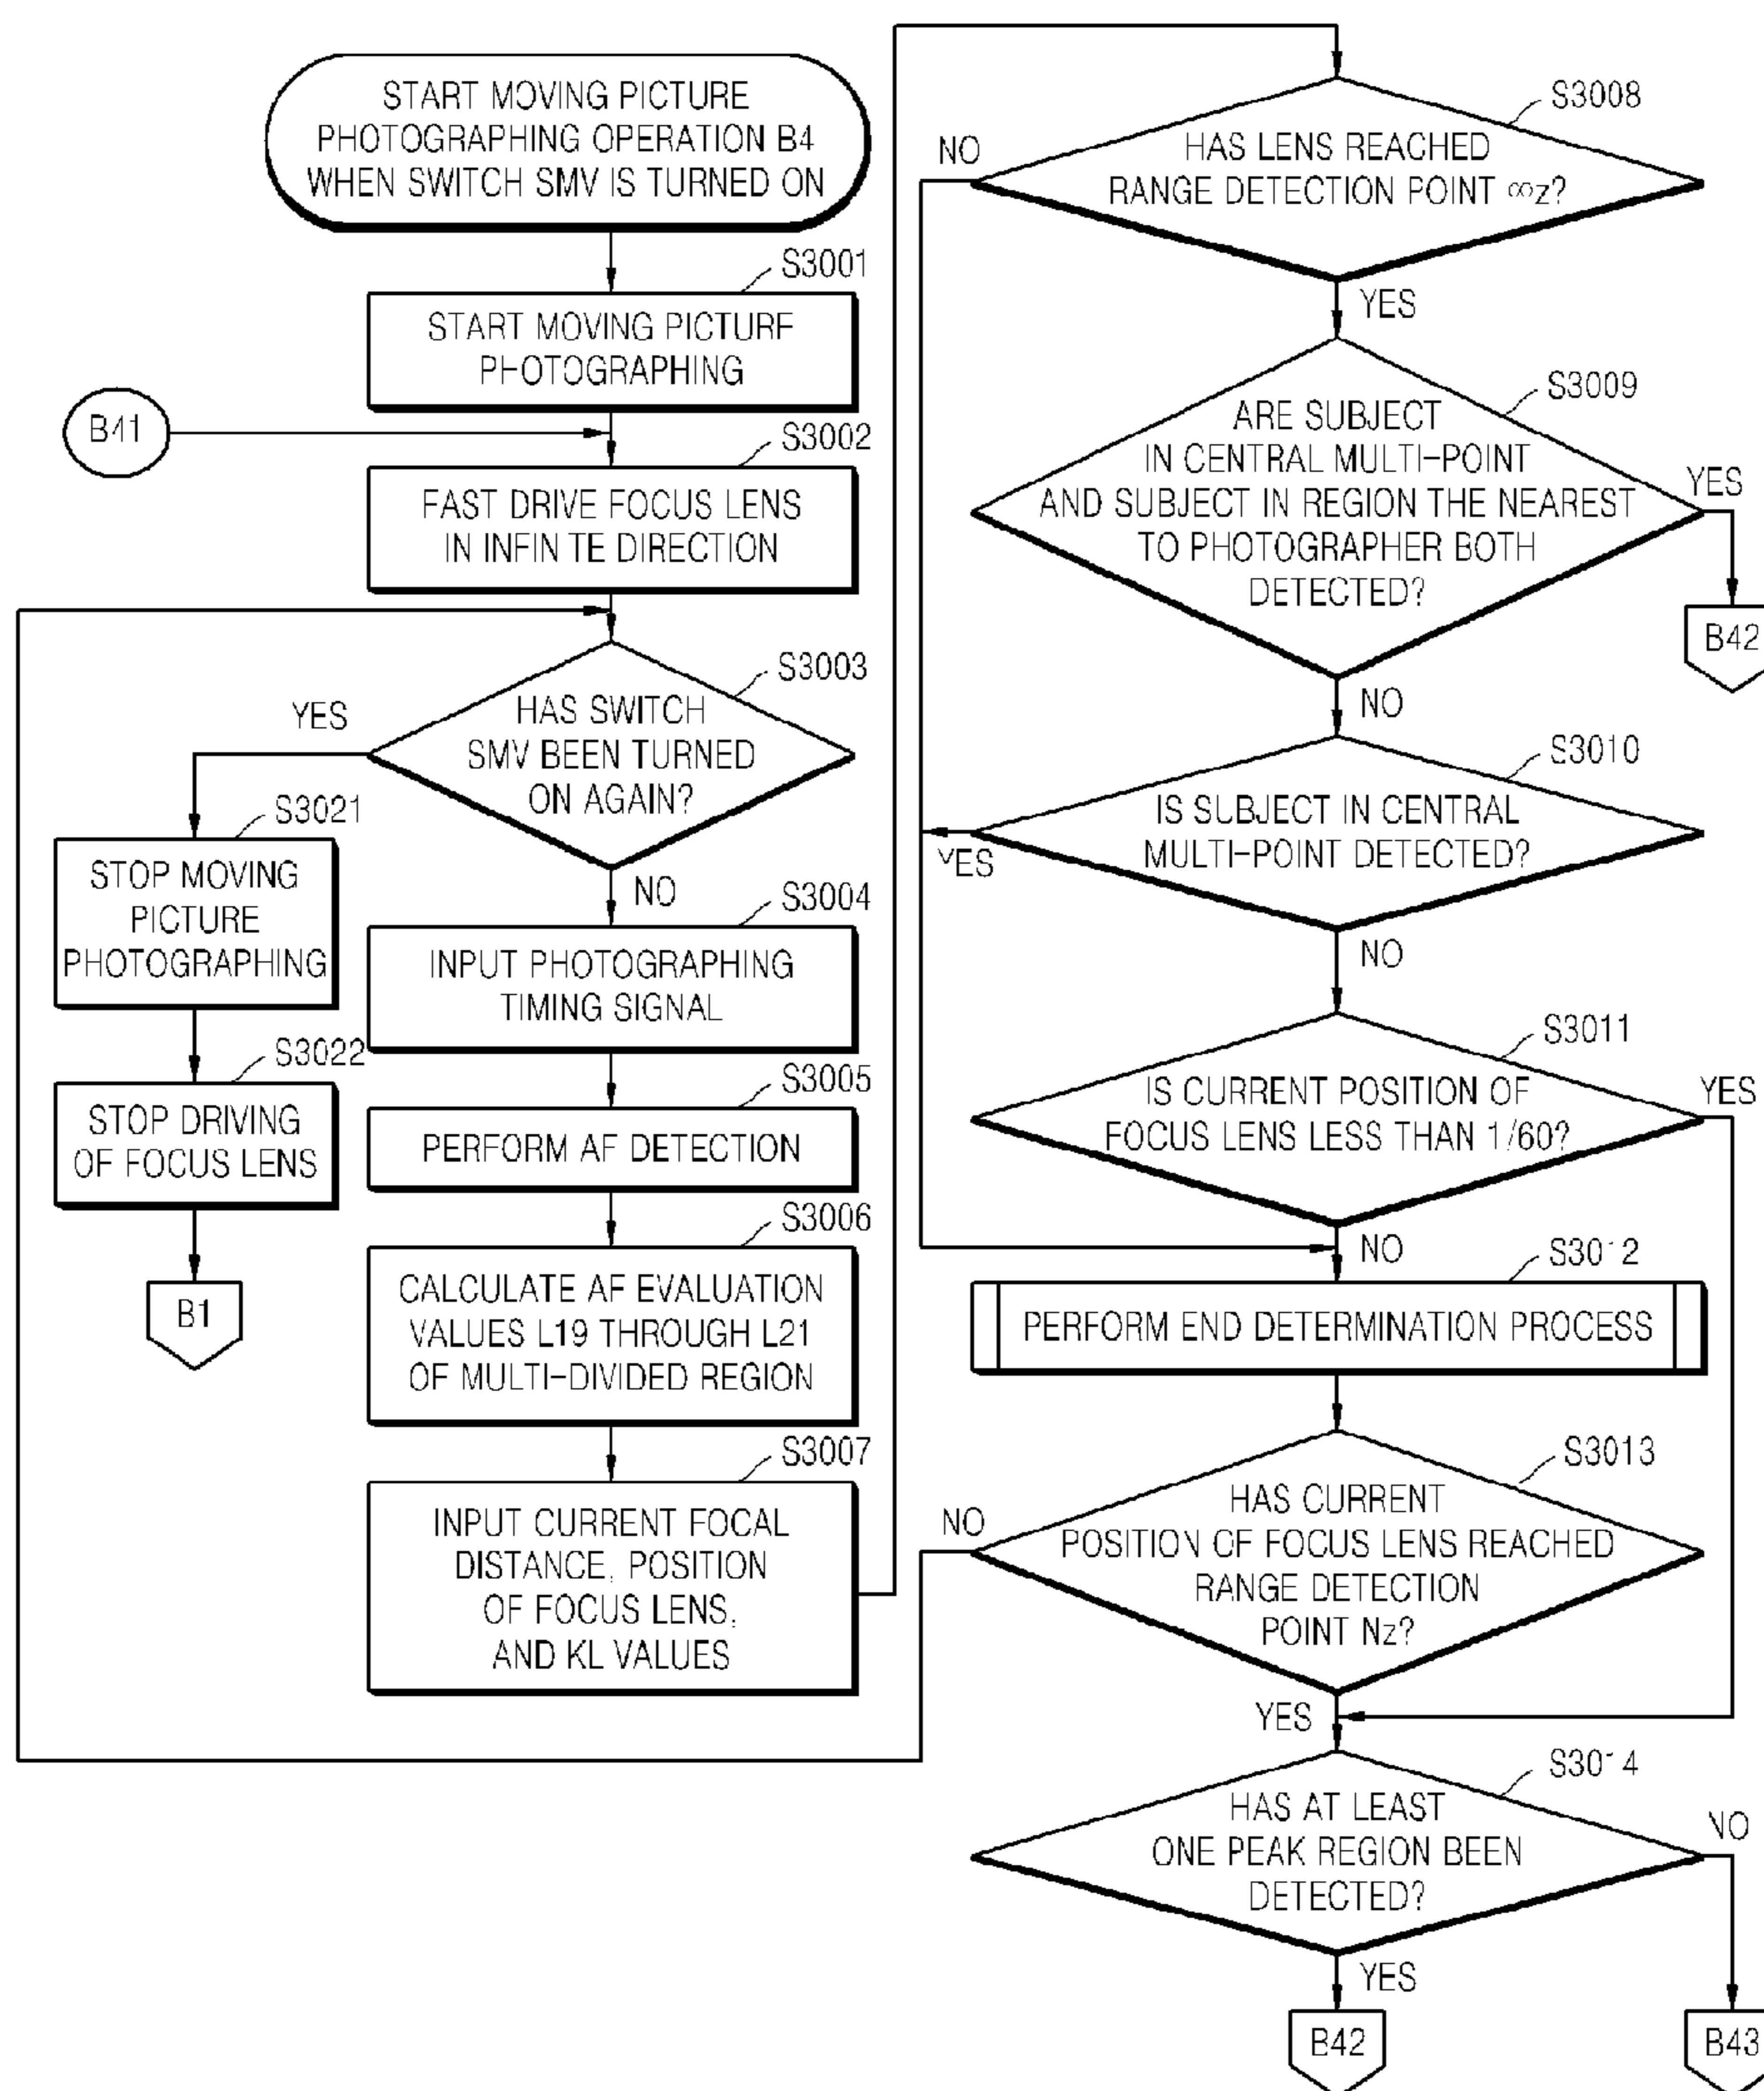 START MOVING PICTURE
PHOTOGRAPHING OPERATION B4
WHEN SWITCH SMV IS TURNED ON
S3001
START MOVING PICTURE
PHOTOGRAPHING
B41
S3002
FAST DRIVE FOCUS LENS
IN INFINITE DIRECTION
S3003
HAS SWITCH
SMV BEEN TURNED
ON AGAIN?
YES
NO
S3021
STOP MOVING
PICTURE
PHOTOGRAPHING
S3022
STOP DRIVING
OF FOCUS LENS
B1
S3004
INPUT PHOTOGRAPHING
TIMING SIGNAL
S3005
PERFORM AF DETECTION
S3006
CALCULATE AF EVALUATION
VALUES L19 THROUGH L21
OF MULTI-DIVIDED REGION
S3007
INPUT CURRENT FOCAL
DISTANCE, POSITION
OF FOCUS LENS,
AND KL VALUES
S3008
HAS LENS REACHED
RANGE DETECTION POINT ∞z?
NO
YES
S3009
ARE SUBJECT
IN CENTRAL MULTI-POINT
AND SUBJECT IN REGION THE NEAREST
TO PHOTOGRAPHER BOTH
DETECTED?
YES
B42
NO
S3010
IS SUBJECT IN CENTRAL
MULTI-POINT DETECTED?
YES
NO
S3011
IS CURRENT POSITION OF
FOCUS LENS LESS THAN 1/60?
YES
NO
S3012
PERFORM END DETERMINATION PROCESS
S3013
HAS CURRENT
POSITION OF FOCUS LENS REACHED
RANGE DETECTION
POINT Nz?
NO
YES
S3014
HAS AT LEAST
ONE PEAK REGION BEEN
DETECTED?
NO
YES
B42
B43